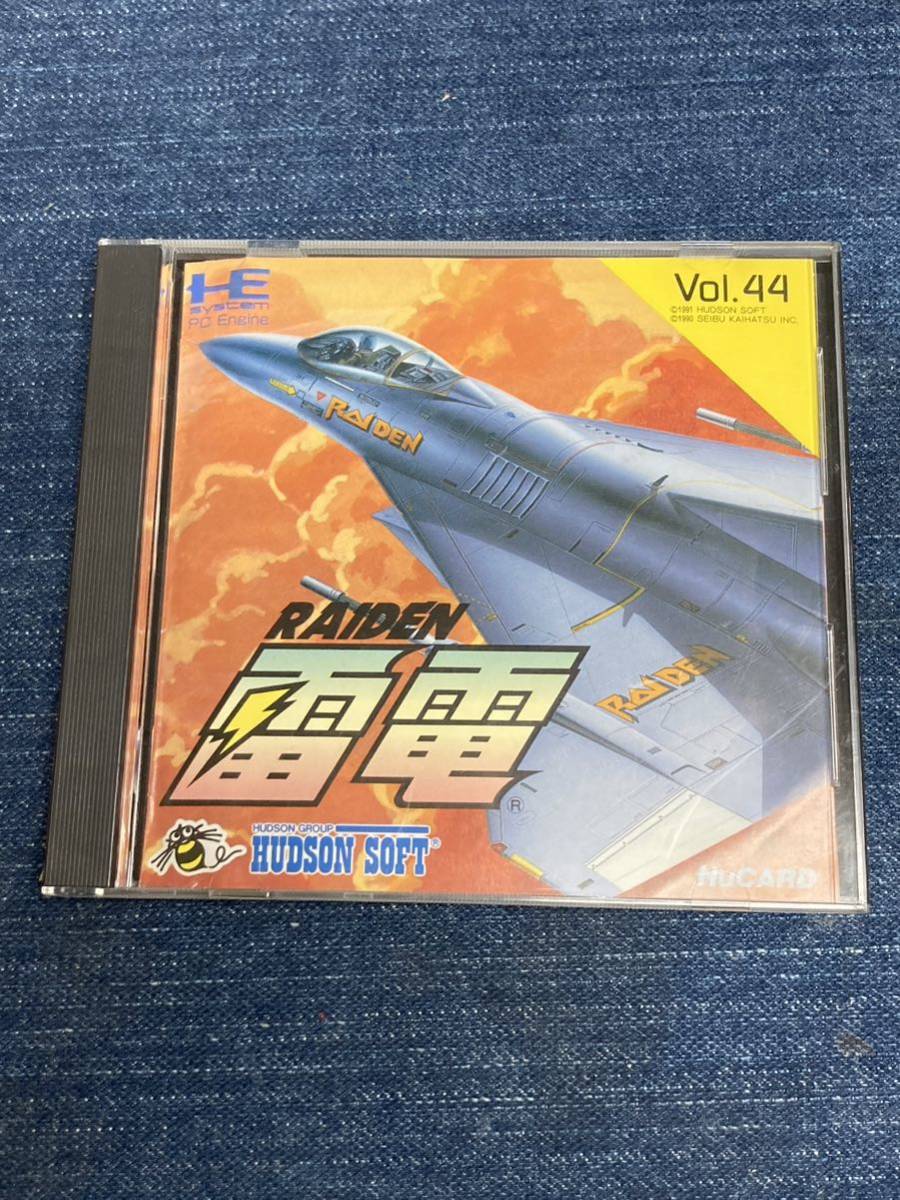 HE
system
PC Engine
Vol.44
©1991 HUDSON SOFT
©1990 SEIBU KAIHATSU INC.
RAIDEN
RAIDEN
RAIDEN
雷電
®
HUDSON GROUP
HUDSON SOFT®
HuCARD